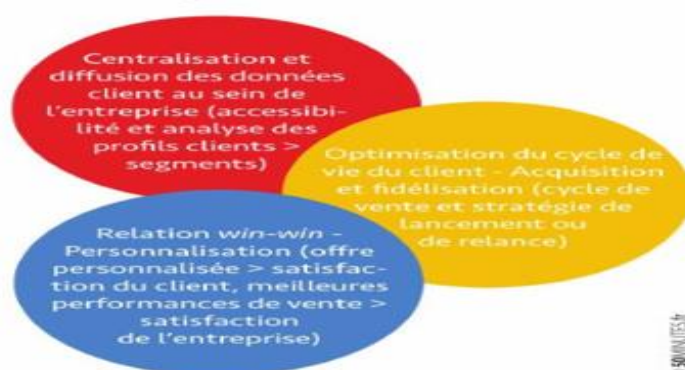 Centralisation et
diffusion des données
client au sein de
l'entreprise (accessibi-
lité et analyse des
profils clients >
segments)
Optimisation du cycle de
vie du client - Acquisition
et fidélisation (cycle de
vente et stratégie de
lancement ou
de relance)
Relation win-win -
Personnalisation (offre
personnalisée > satisfac-
tion du client, meilleures
performances de vente >
satisfaction
de l'entreprise)
50MINUTES.fr